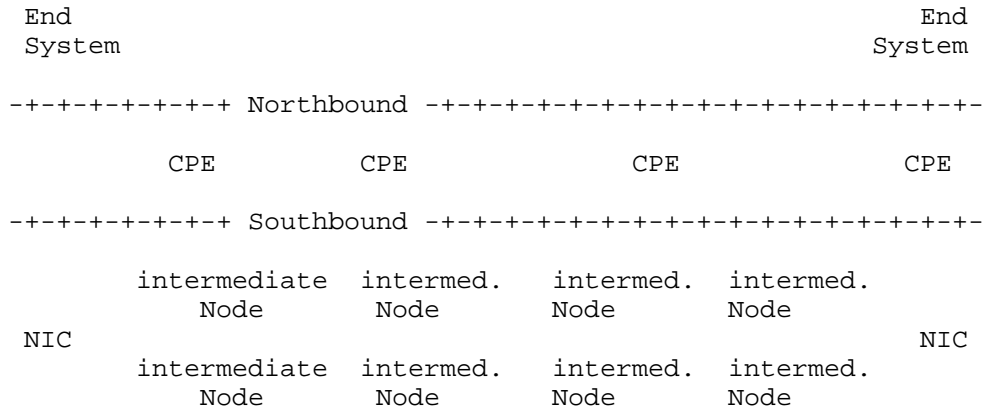 End End
System System
-+-+-+-+-+-+ Northbound -+-+-+-+-+-+-+-+-+-+-+-+-+-+-
CPE CPE CPE CPE
-+-+-+-+-+-+ Southbound -+-+-+-+-+-+-+-+-+-+-+-+-+-+-
intermediate intermed. intermed. intermed.
Node Node Node Node
NIC NIC
intermediate intermed. intermed. intermed.
Node Node Node Node